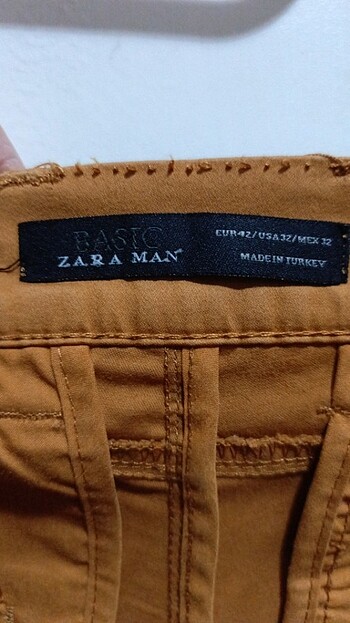 BASIC
ZARA MAN
EUR 42/USA 32/MEX 32
MADE IN TURKEY